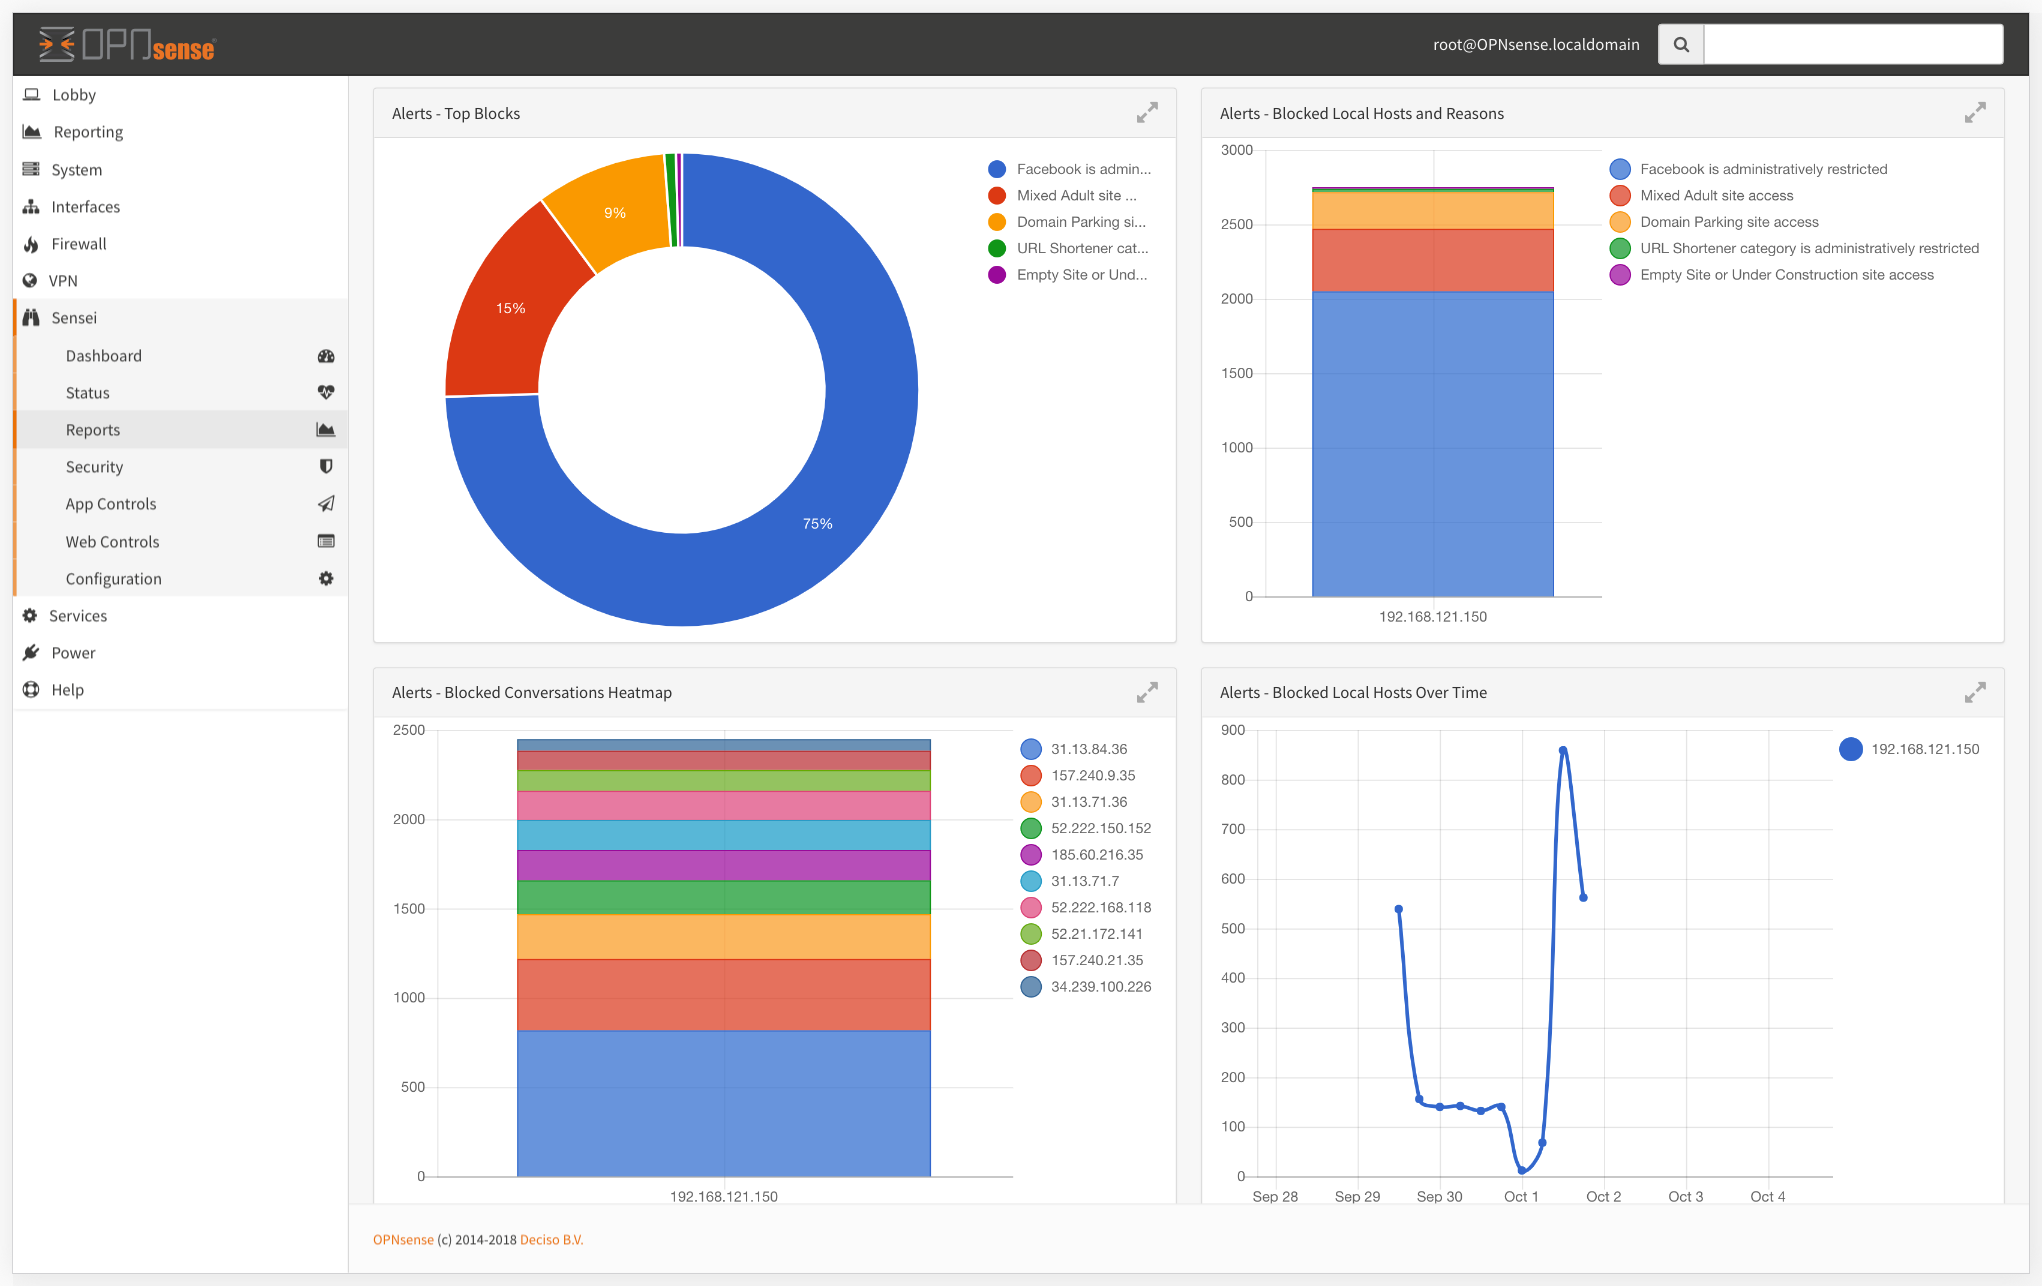 OPNsense
root@OPNsense.localdomain
Lobby
Reporting
System
Interfaces
Firewall
VPN
Sensei
Dashboard
Status
Reports
Security
App Controls
Web Controls
Configuration
Services
Power
Help
Alerts - Top Blocks
9%
15%
75%
Facebook is admin...
Mixed Adult site ...
Domain Parking si...
URL Shortener cat...
Empty Site or Und...
Alerts - Blocked Local Hosts and Reasons
3000
2500
2000
1500
1000
500
0
192.168.121.150
Facebook is administratively restricted
Mixed Adult site access
Domain Parking site access
URL Shortener category is administratively restricted
Empty Site or Under Construction site access
Alerts - Blocked Conversations Heatmap
2500
2000
1500
1000
500
0
192.168.121.150
31.13.84.36
157.240.9.35
31.13.71.36
52.222.150.152
185.60.216.35
31.13.71.7
52.222.168.118
52.21.172.141
157.240.21.35
34.239.100.226
Alerts - Blocked Local Hosts Over Time
900
800
700
600
500
400
300
200
100
0
Sep 28 Sep 29 Sep 30 Oct 1 Oct 2 Oct 3 Oct 4
192.168.121.150
OPNsense (c) 2014-2018 Deciso B.V.